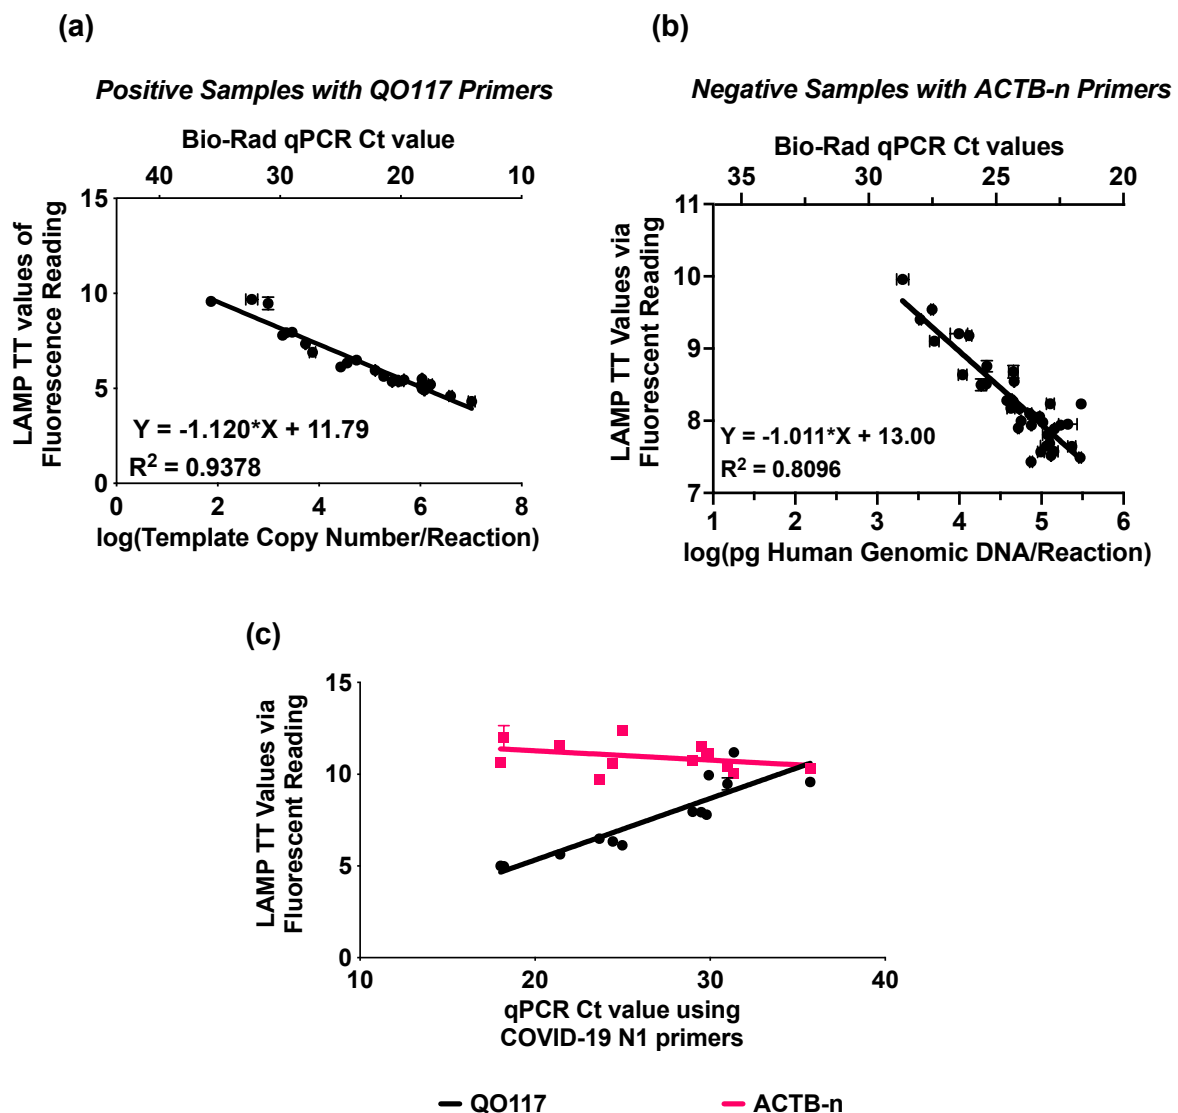 (a)
Positive Samples with QO117 Primers
Bio-Rad qPCR Ct value
40 30 20 10
15
10
5
0
LAMP TT values of
Fluorescence Reading
Y = -1.120*X + 11.79
R² = 0.9378
0 2 4 6 8
log(Template Copy Number/Reaction)
(b)
Negative Samples with ACTB-n Primers
Bio-Rad qPCR Ct values
35 30 25 20
11
10
9
8
7
LAMP TT Values via
Fluorescent Reading
Y = -1.011*X + 13.00
R² = 0.8096
1 2 3 4 5 6
log(pg Human Genomic DNA/Reaction)
(c)
15
10
5
0
LAMP TT Values via
Fluorescent Reading
10 20 30 40
qPCR Ct value using
COVID-19 N1 primers
QO117 ACTB-n